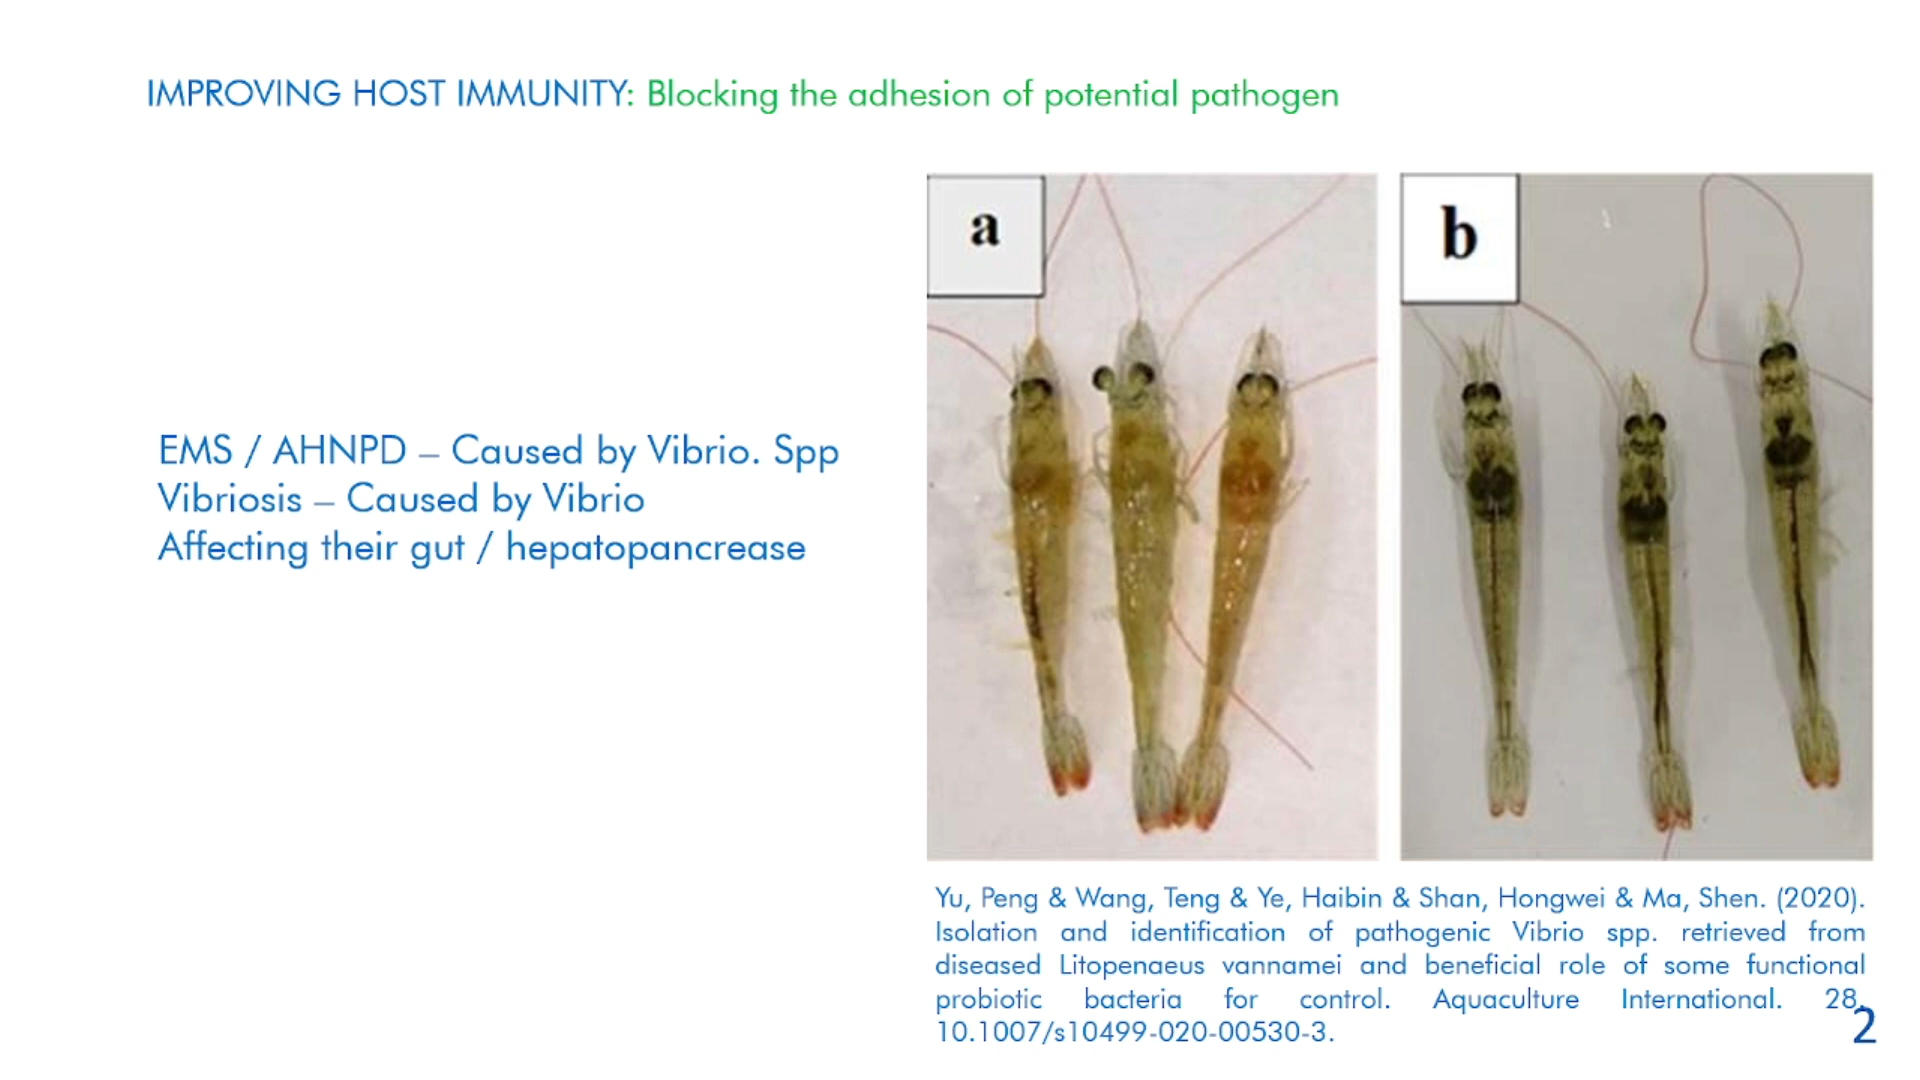 IMPROVING HOST IMMUNITY: Blocking the adhesion of potential pathogen
a
b
EMS / AHNPD – Caused by Vibrio. Spp
Vibriosis – Caused by Vibrio
Affecting their gut / hepatopancrease
Yu, Peng & Wang, Teng & Ye, Haibin & Shan, Hongwei & Ma, Shen. (2020).
Isolation and identification of pathogenic Vibrio spp. retrieved from
diseased Litopenaeus vannamei and beneficial role of some functional
probiotic bacteria for control. Aquaculture International. 28.
10.1007/s10499-020-00530-3.
2